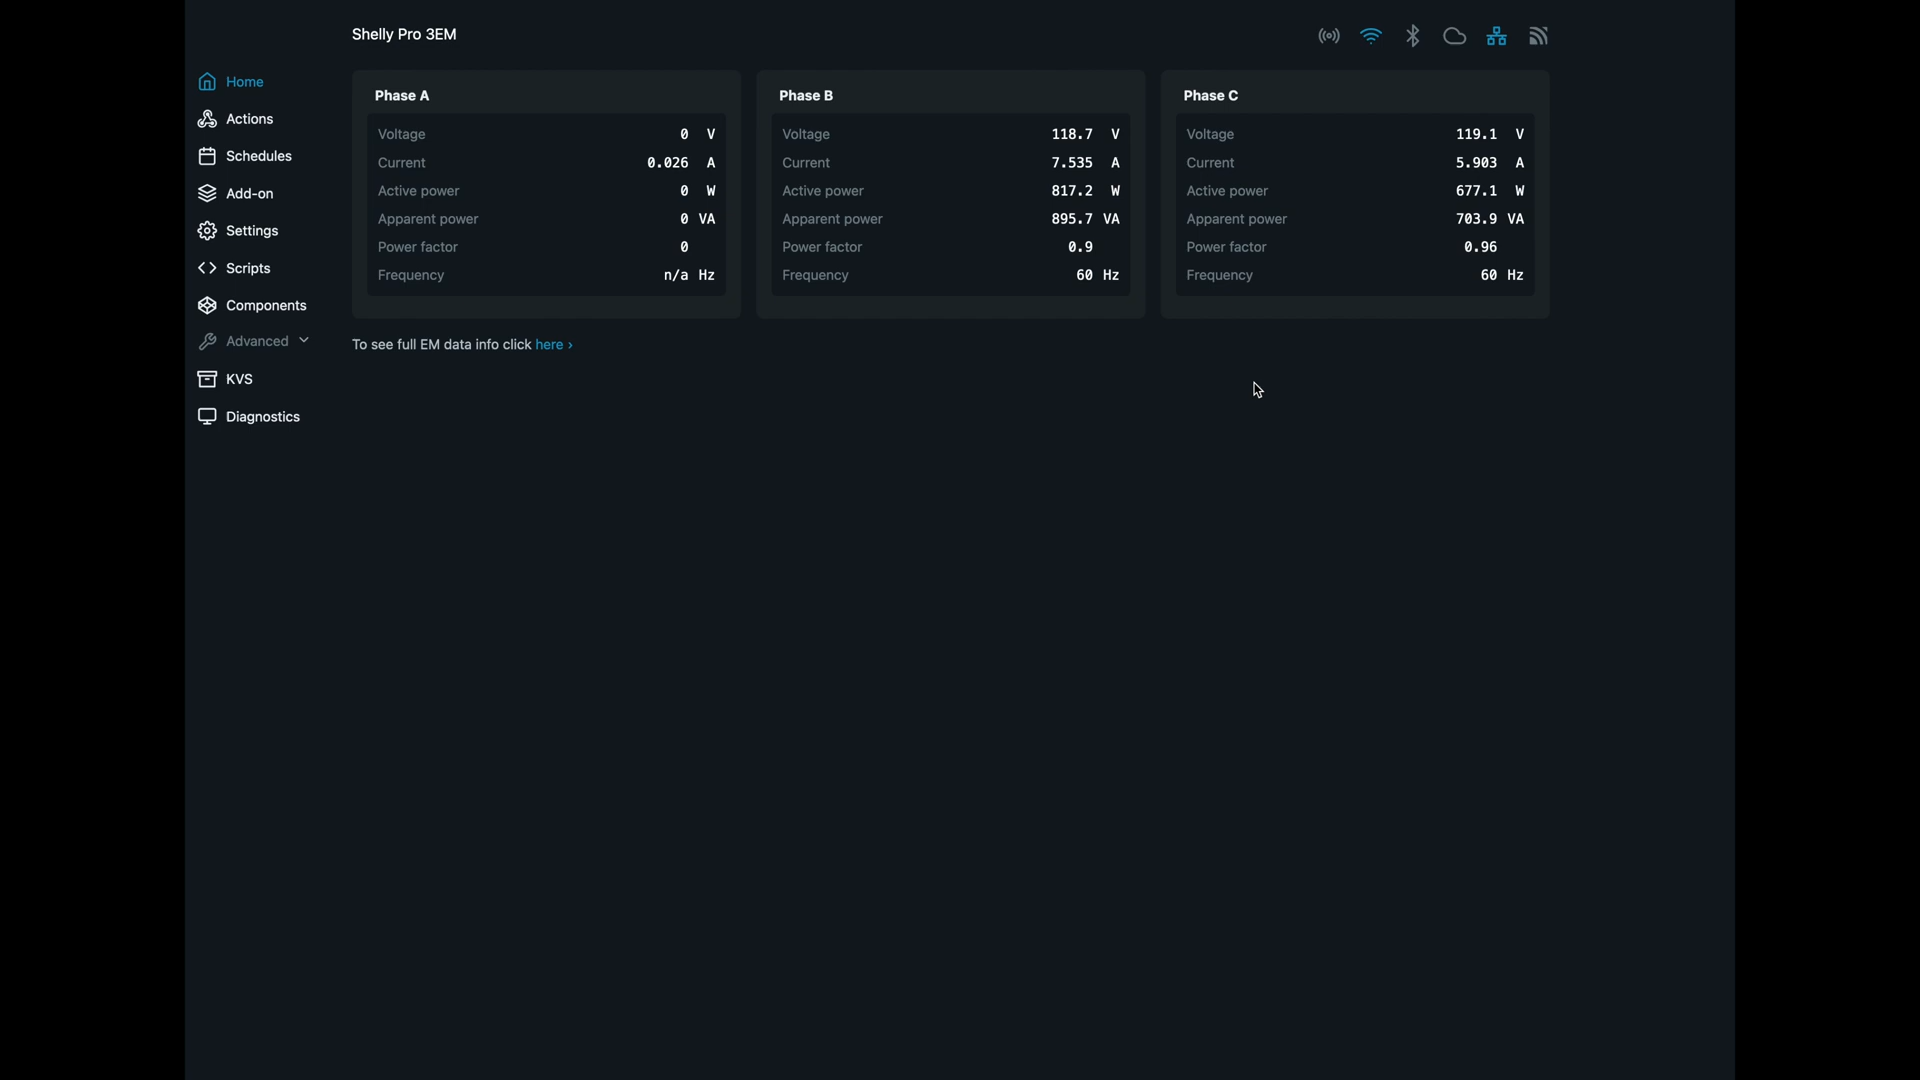 Shelly Pro 3EM
Home
Actions
Schedules
Add-on
Settings
Scripts
Components
Advanced
KVS
Diagnostics
Phase A
Voltage 0 V
Current 0.026 A
Active power 0 W
Apparent power 0 VA
Power factor 0
Frequency n/a Hz
Phase B
Voltage 118.7 V
Current 7.535 A
Active power 817.2 W
Apparent power 895.7 VA
Power factor 0.9
Frequency 60 Hz
Phase C
Voltage 119.1 V
Current 5.903 A
Active power 677.1 W
Apparent power 703.9 VA
Power factor 0.96
Frequency 60 Hz
To see full EM data info click here ›